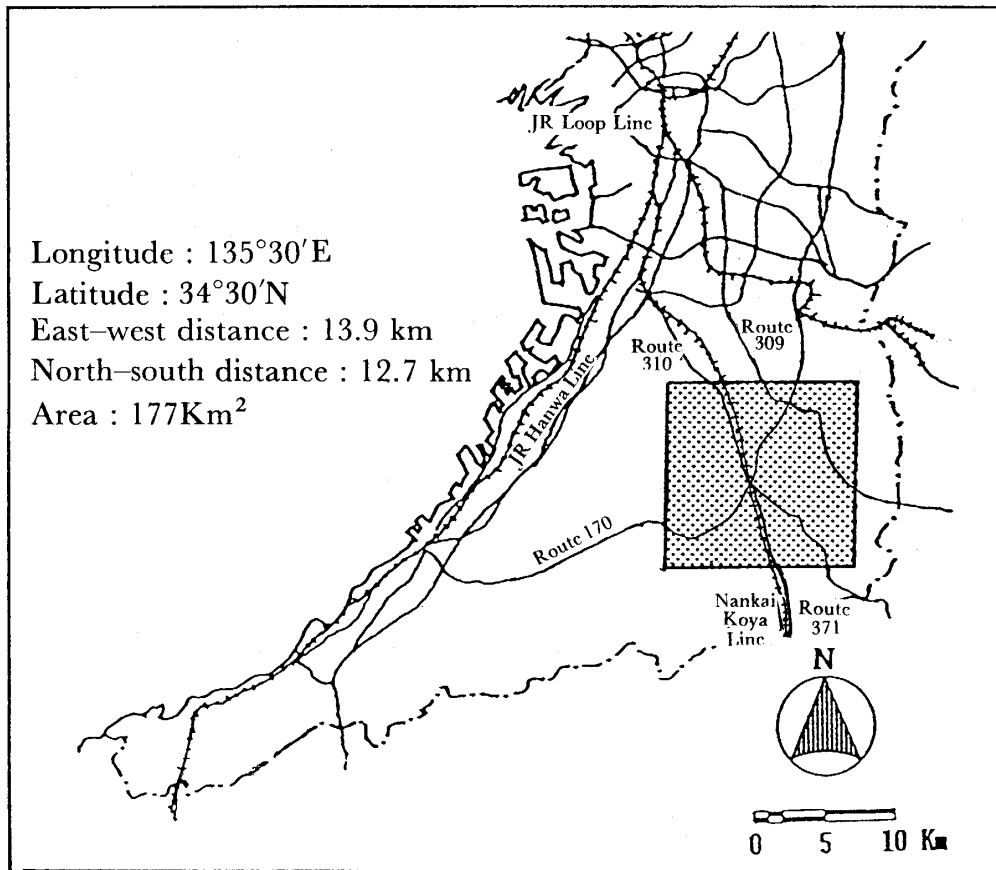 JR Loop Line
Longitude : 135°30′E
Latitude : 34°30′N
East–west distance : 13.9 km
North–south distance : 12.7 km
Area : 177Km²
Route
310
Route
309
JR Hanwa Line
Route 170
Nankai
Koya
Line
Route
371
N
0 5 10 Km